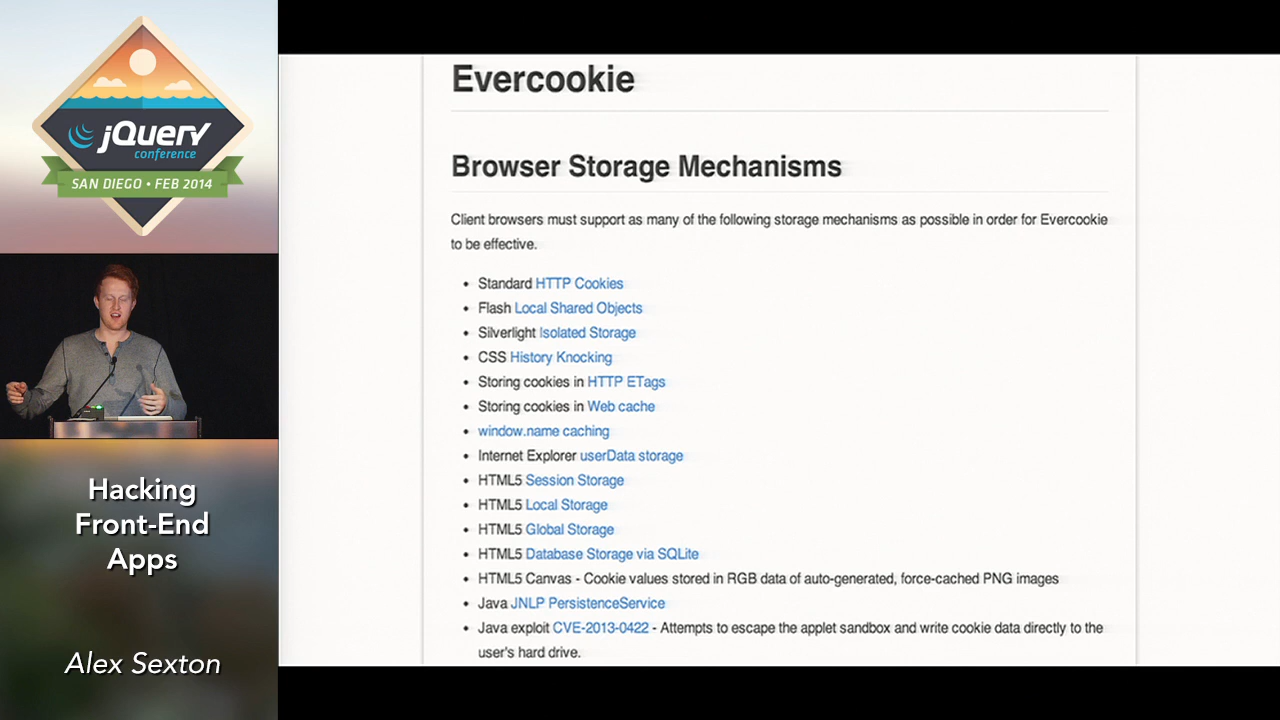 jQuery
conference
SAN DIEGO • FEB 2014
Hacking
Front-End
Apps
Alex Sexton
Evercookie
Browser Storage Mechanisms
Client browsers must support as many of the following storage mechanisms as possible in order for Evercookie
to be effective.
• Standard HTTP Cookies
• Flash Local Shared Objects
• Silverlight Isolated Storage
• CSS History Knocking
• Storing cookies in HTTP ETags
• Storing cookies in Web cache
• window.name caching
• Internet Explorer userData storage
• HTML5 Session Storage
• HTML5 Local Storage
• HTML5 Global Storage
• HTML5 Database Storage via SQLite
• HTML5 Canvas - Cookie values stored in RGB data of auto-generated, force-cached PNG images
• Java JNLP PersistenceService
• Java exploit CVE-2013-0422 - Attempts to escape the applet sandbox and write cookie data directly to the
user's hard drive.